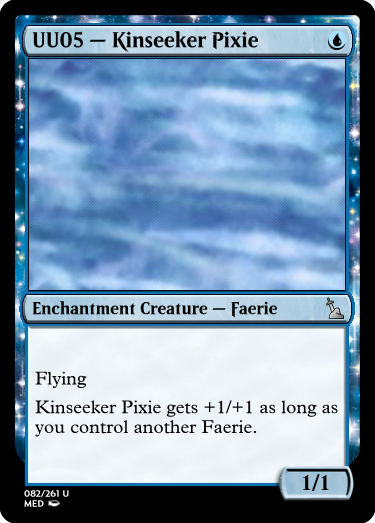 UU05 — Kinseeker Pixie
Enchantment Creature — Faerie
Flying
Kinseeker Pixie gets +1/+1 as long as
you control another Faerie.
1/1
082/261 U
MED